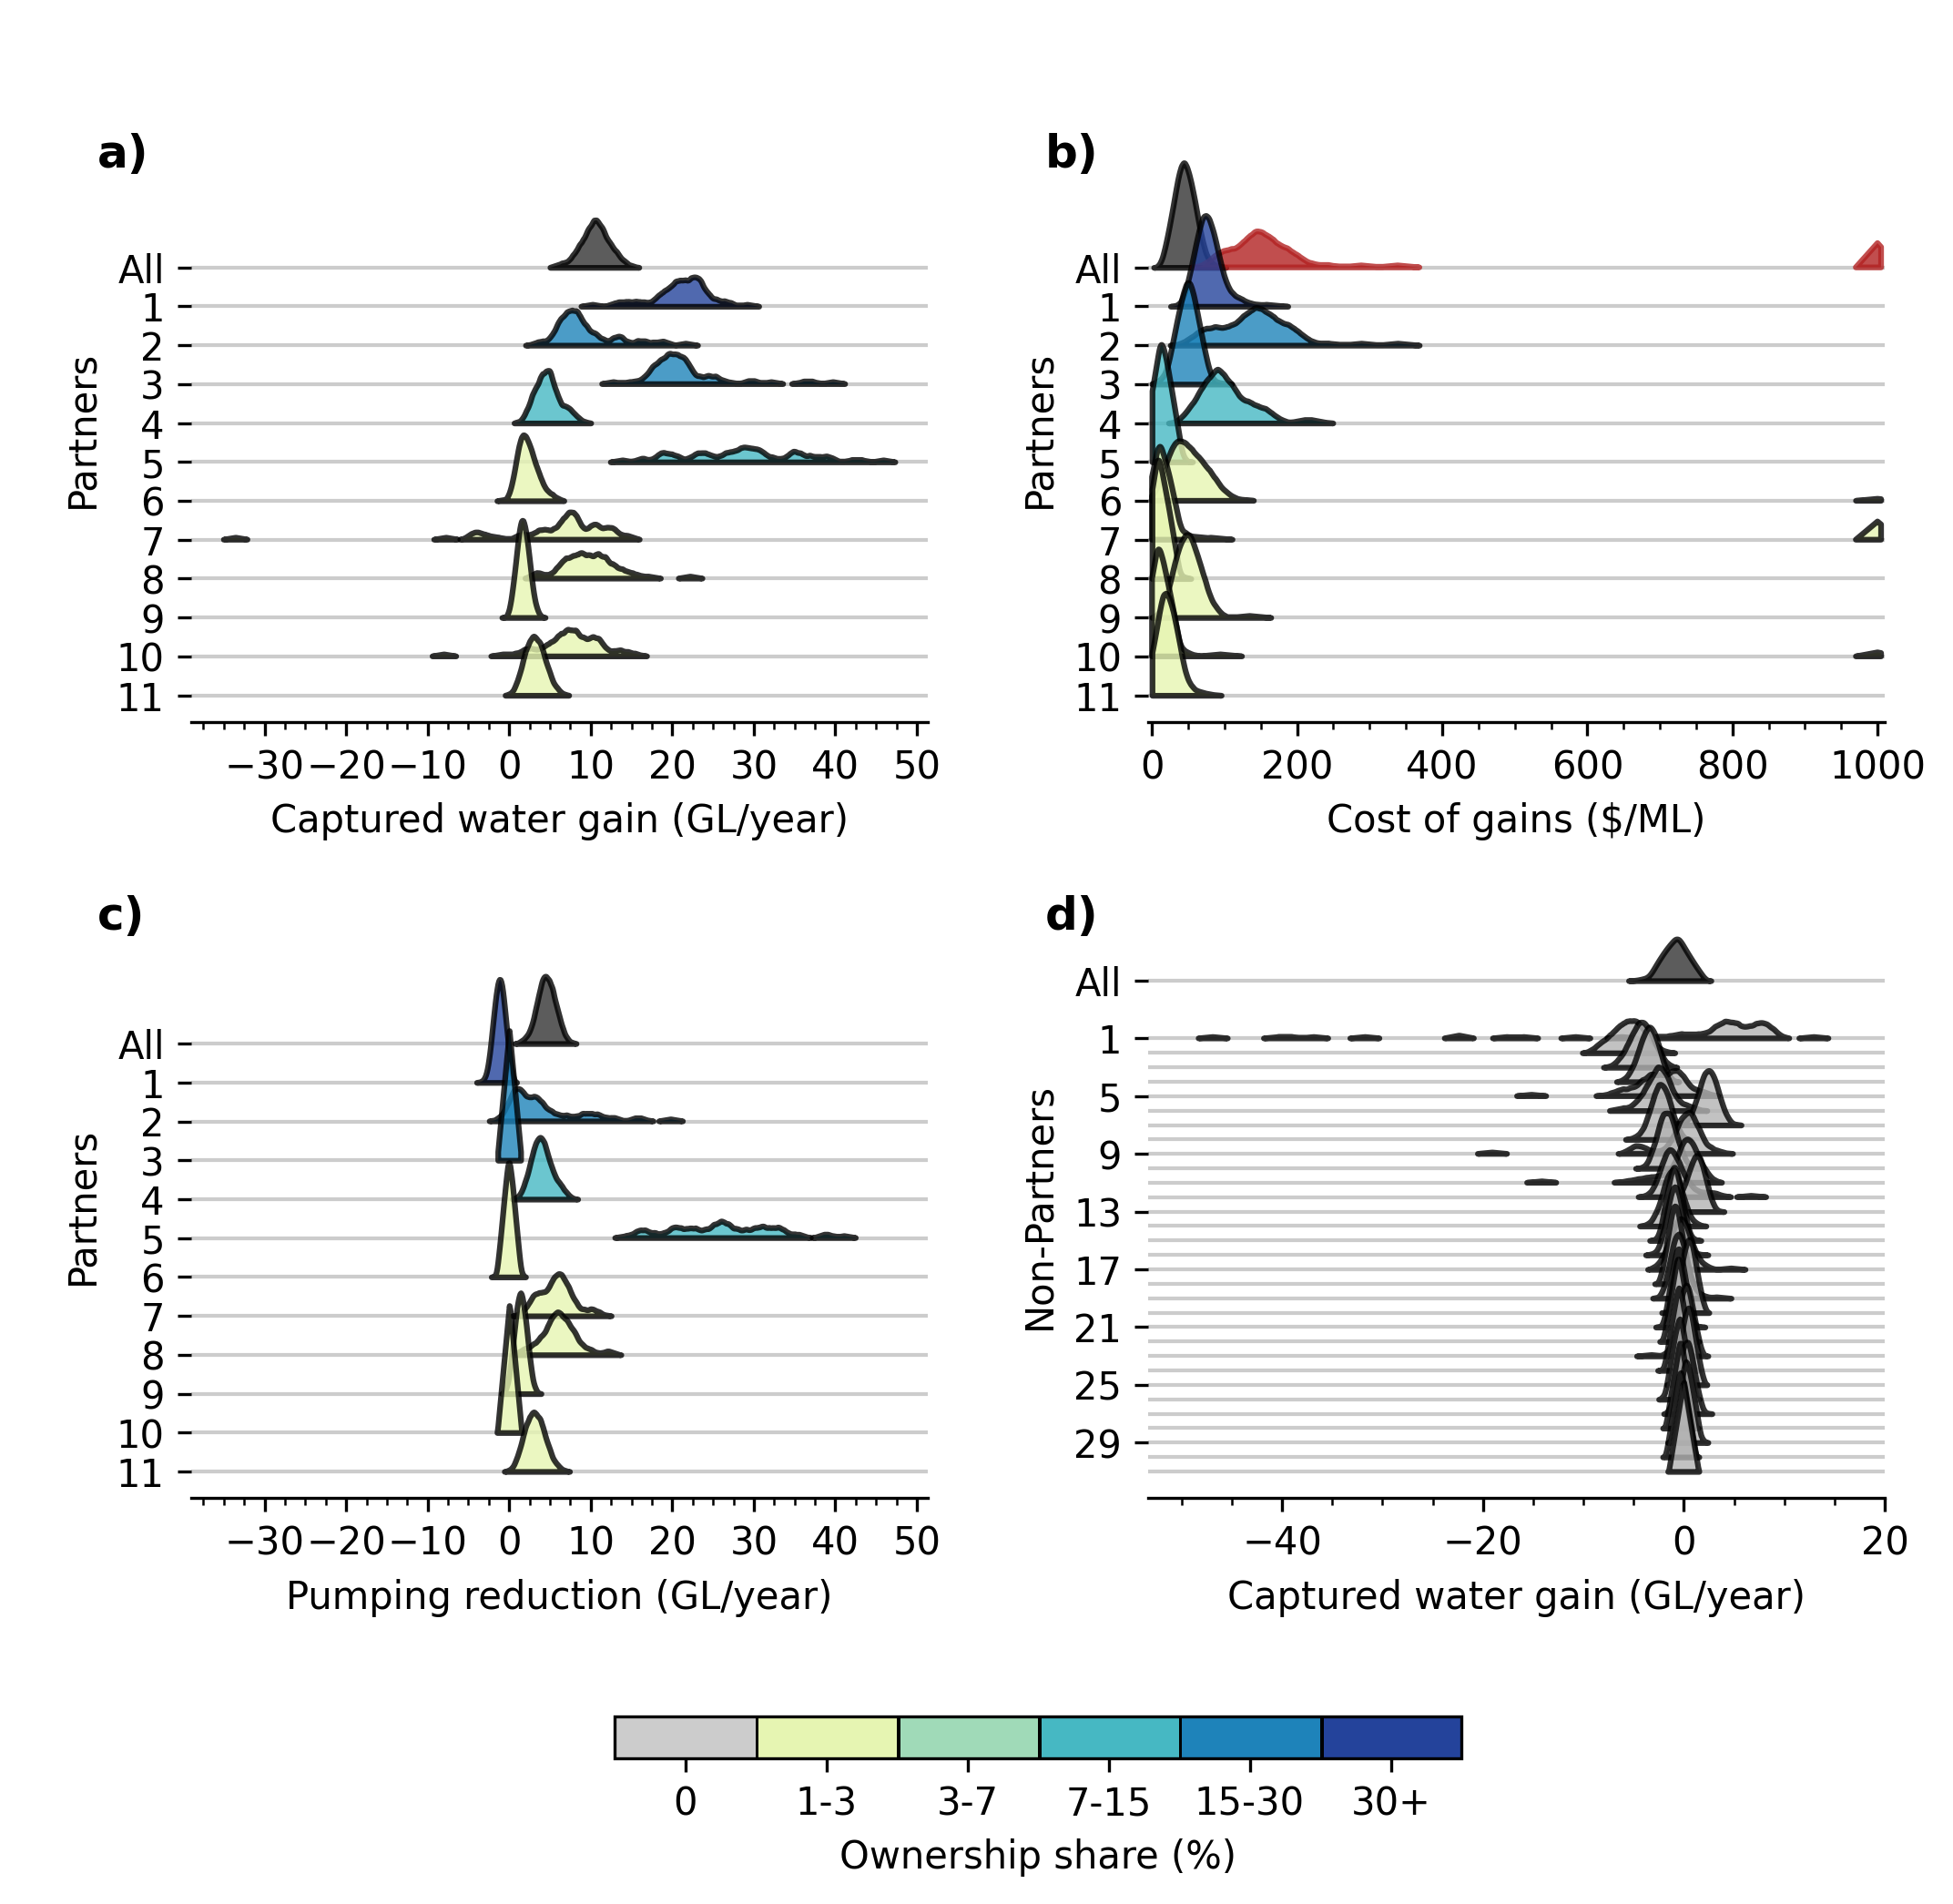 a)
All
1
2
3
4
5
6
7
8
9
10
11
Partners
−30 −20 −10 0 10 20 30 40 50
Captured water gain (GL/year)
b)
All
1
2
3
4
5
6
7
8
9
10
11
Partners
0 200 400 600 800 1000
Cost of gains ($/ML)
c)
All
1
2
3
4
5
6
7
8
9
10
11
Partners
−30 −20 −10 0 10 20 30 40 50
Pumping reduction (GL/year)
d)
All
1
5
9
13
17
21
25
29
Non-Partners
−40 −20 0 20
Captured water gain (GL/year)
0 1-3 3-7 7-15 15-30 30+
Ownership share (%)